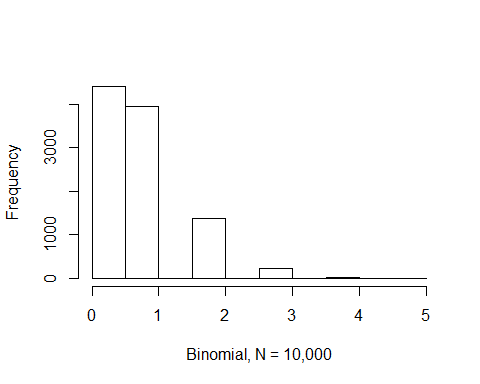 Frequency
3000
1000
0
0 1 2 3 4 5
Binomial, N = 10,000